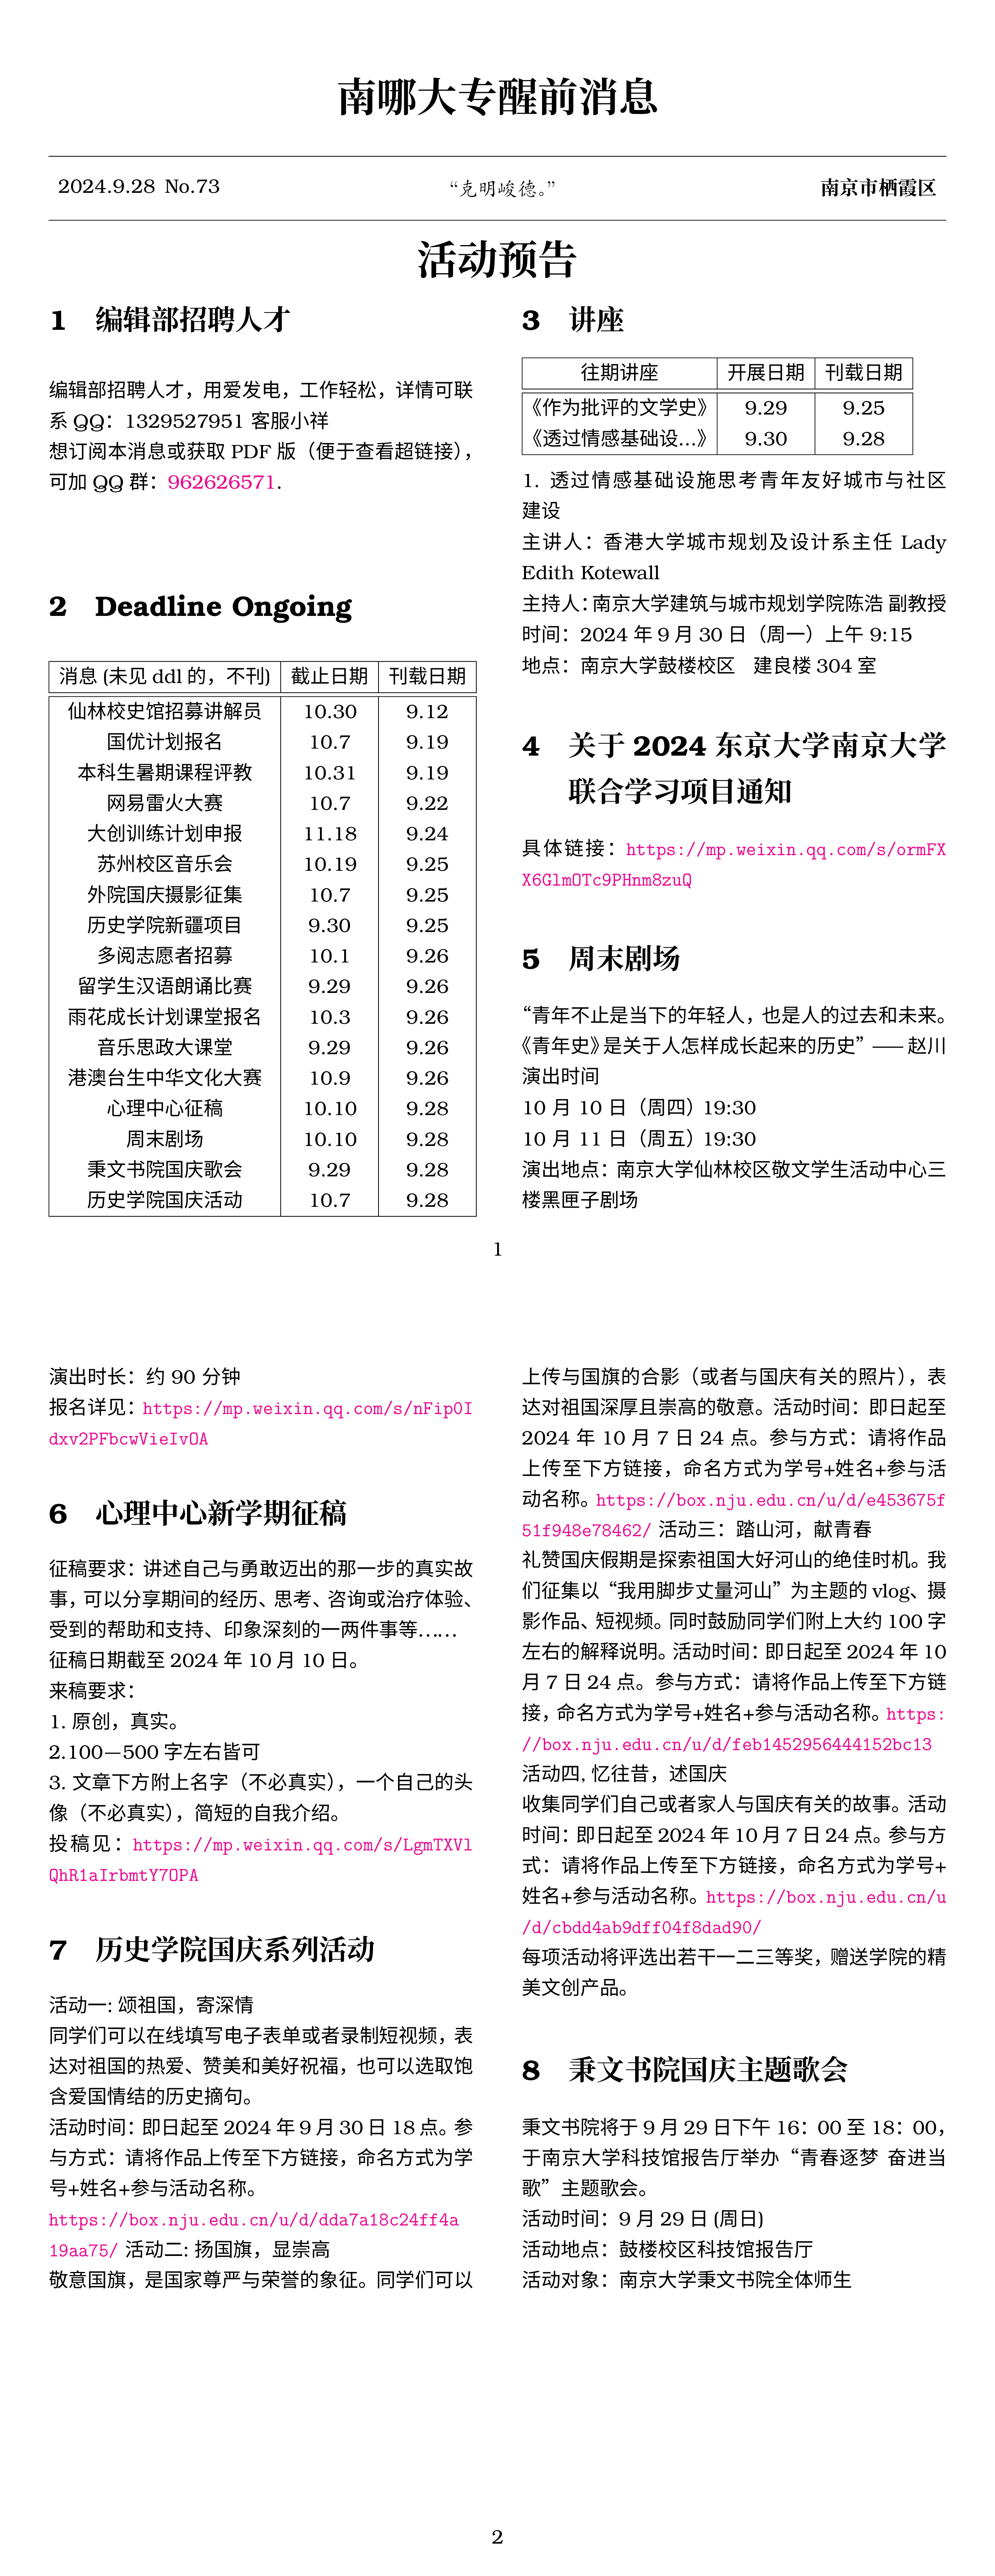 南哪大专醒前消息
2024.9.28 No.73
“克明峻德。”
南京市栖霞区
活动预告
1 编辑部招聘人才
编辑部招聘人才，用爱发电，工作轻松，详情可联
系 QQ：1329527951 客服小祥
想订阅本消息或获取 PDF 版（便于查看超链接），
可加 QQ 群：962626571.
2 Deadline Ongoing
消息 (未见 ddl 的，不刊) 截止日期 刊载日期
仙林校史馆招募讲解员 10.30 9.12
国优计划报名 10.7 9.19
本科生暑期课程评教 10.31 9.19
网易雷火大赛 10.7 9.22
大创训练计划申报 11.18 9.24
苏州校区音乐会 10.19 9.25
外院国庆摄影征集 10.7 9.25
历史学院新疆项目 9.30 9.25
多阅志愿者招募 10.1 9.26
留学生汉语朗诵比赛 9.29 9.26
雨花成长计划课堂报名 10.3 9.26
音乐思政大课堂 9.29 9.26
港澳台生中华文化大赛 10.9 9.26
心理中心征稿 10.10 9.28
周末剧场 10.10 9.28
秉文书院国庆歌会 9.29 9.28
历史学院国庆活动 10.7 9.28
3 讲座
往期讲座 开展日期 刊载日期
《作为批评的文学史》 9.29 9.25
《透过情感基础设…》 9.30 9.28
1. 透过情感基础设施思考青年友好城市与社区
建设
主讲人：香港大学城市规划及设计系主任 Lady
Edith Kotewall
主持人：南京大学建筑与城市规划学院陈浩 副教授
时间：2024 年 9 月 30 日（周一）上午 9:15
地点：南京大学鼓楼校区 建良楼 304 室
4 关于 2024 东京大学南京大学
联合学习项目通知
具体链接：https://mp.weixin.qq.com/s/ormFX
X6GlmOTc9PHnm8zuQ
5 周末剧场
“青年不止是当下的年轻人，也是人的过去和未来。
《青年史》是关于人怎样成长起来的历史”—— 赵川
演出时间
10 月 10 日（周四）19:30
10 月 11 日（周五）19:30
演出地点：南京大学仙林校区敬文学生活动中心三
楼黑匣子剧场
1
演出时长：约 90 分钟
报名详见：https://mp.weixin.qq.com/s/nFip0I
dxv2PFbcwVieIvOA
6 心理中心新学期征稿
征稿要求：讲述自己与勇敢迈出的那一步的真实故
事，可以分享期间的经历、思考、咨询或治疗体验、
受到的帮助和支持、印象深刻的一两件事等……
征稿日期截至 2024 年 10 月 10 日。
来稿要求：
1. 原创，真实。
2.100—500 字左右皆可
3. 文章下方附上名字（不必真实），一个自己的头
像（不必真实），简短的自我介绍。
投稿见：https://mp.weixin.qq.com/s/LgmTXVl
QhR1aIrbmtY7OPA
7 历史学院国庆系列活动
活动一: 颂祖国，寄深情
同学们可以在线填写电子表单或者录制短视频，表
达对祖国的热爱、赞美和美好祝福，也可以选取饱
含爱国情结的历史摘句。
活动时间：即日起至 2024 年 9 月 30 日 18 点。参
与方式：请将作品上传至下方链接，命名方式为学
号+姓名+参与活动名称。
https://box.nju.edu.cn/u/d/dda7a18c24ff4a
19aa75/ 活动二: 扬国旗，显崇高
敬意国旗，是国家尊严与荣誉的象征。同学们可以
上传与国旗的合影（或者与国庆有关的照片），表
达对祖国深厚且崇高的敬意。活动时间：即日起至
2024 年 10 月 7 日 24 点。参与方式：请将作品
上传至下方链接，命名方式为学号+姓名+参与活
动名称。https://box.nju.edu.cn/u/d/e453675f
51f948e78462/ 活动三：踏山河，献青春
礼赞国庆假期是探索祖国大好河山的绝佳时机。我
们征集以“我用脚步丈量河山”为主题的 vlog、摄
影作品、短视频。同时鼓励同学们附上大约 100 字
左右的解释说明。活动时间：即日起至 2024 年 10
月 7 日 24 点。参与方式：请将作品上传至下方链
接，命名方式为学号+姓名+参与活动名称。https:
//box.nju.edu.cn/u/d/feb1452956444152bc13
活动四, 忆往昔，述国庆
收集同学们自己或者家人与国庆有关的故事。活动
时间：即日起至 2024 年 10 月 7 日 24 点。参与方
式：请将作品上传至下方链接，命名方式为学号+
姓名+参与活动名称。https://box.nju.edu.cn/u
/d/cbdd4ab9dff04f8dad90/
每项活动将评选出若干一二三等奖，赠送学院的精
美文创产品。
8 秉文书院国庆主题歌会
秉文书院将于 9 月 29 日下午 16：00 至 18：00，
于南京大学科技馆报告厅举办“青春逐梦 奋进当
歌”主题歌会。
活动时间：9 月 29 日 (周日)
活动地点：鼓楼校区科技馆报告厅
活动对象：南京大学秉文书院全体师生
2